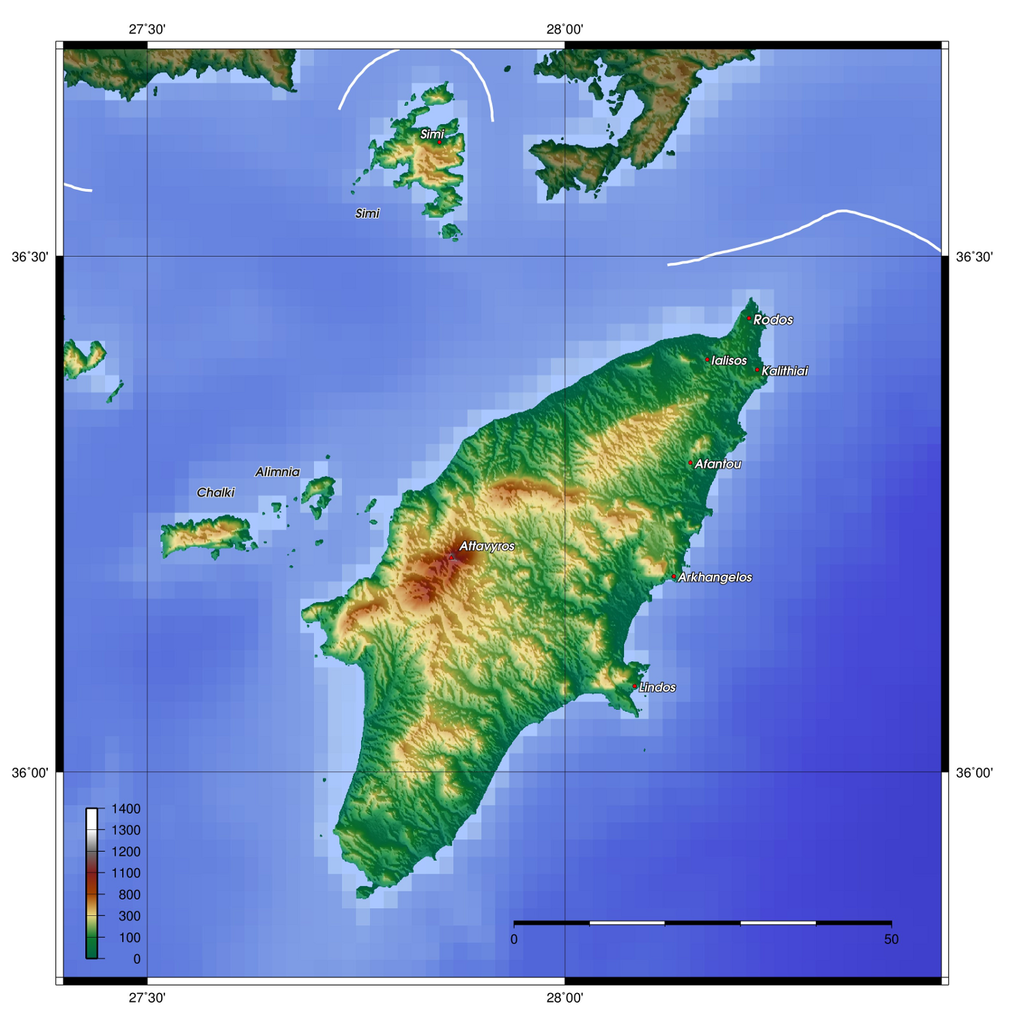 27°30'
28°00'
Simi
Simi
36°30'
36°30'
Rodos
Ialisos
Kalithiai
Afantou
Alimnia
Chalki
Attavyros
Arkhangelos
Lindos
36°00'
36°00'
1400
1300
1200
1100
800
300
100
0
0
50
27°30'
28°00'